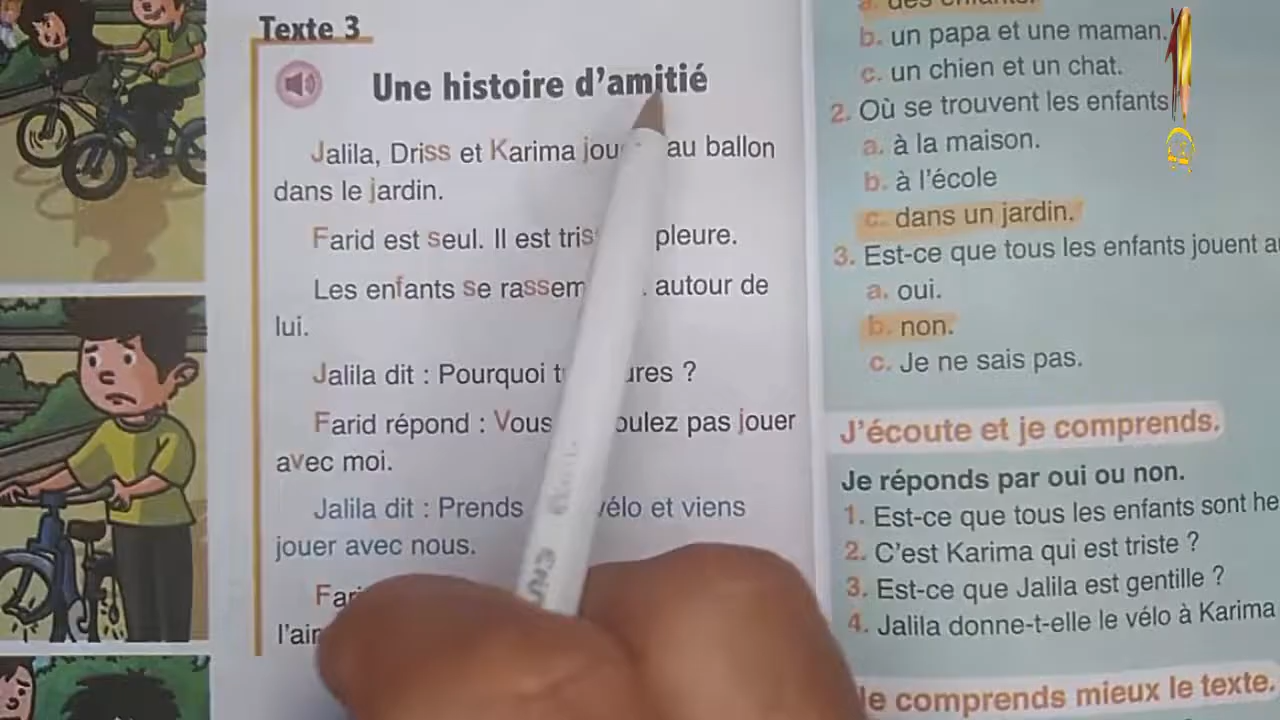 Texte 3
Une histoire d'amitié
Jalila, Driss et Karima au ballon
dans le jardin.
Farid est seul. Il est pleure.
Les enfants se autour de
lui.
Jalila dit : Pourquoi ?
Farid répond : Vous pas jouer
avec moi.
Jalila dit : Prends vélo et viens
jouer avec nous.
b. un papa et une maman.
c. un chien et un chat.
2. Où se trouvent les enfants
a. à la maison.
b. à l'école
c. dans un jardin.
3. Est-ce que tous les enfants jouent
a. oui.
b. non.
c. Je ne sais pas.
J'écoute et je comprends.
Je réponds par oui ou non.
1. Est-ce que tous les enfants sont
2. C'est Karima qui est triste ?
3. Est-ce que Jalila est gentille ?
4. Jalila donne-t-elle le vélo à Karima
Je comprends mieux le texte.